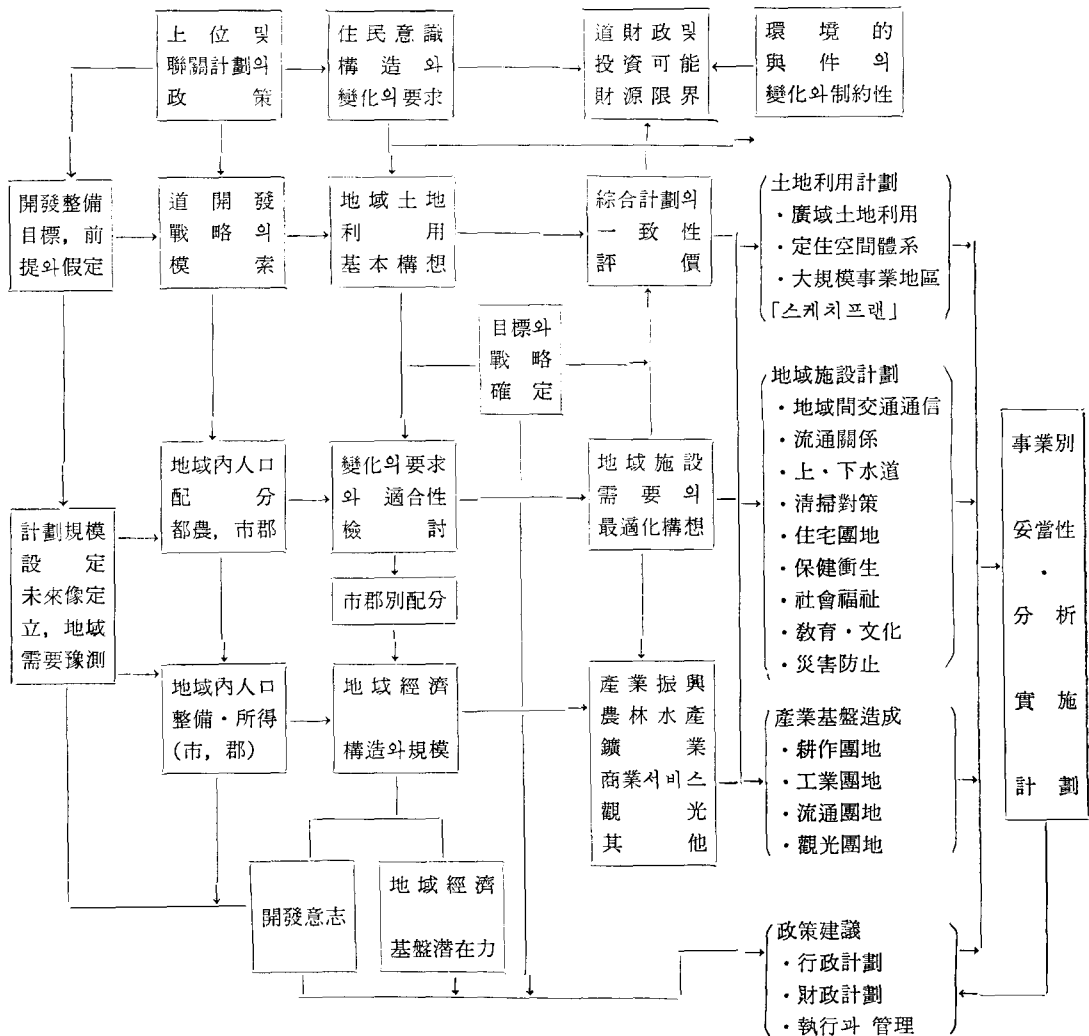 上位 및
聯關計劃의
政策
住民意識
構造와
變化의要求
道財政및
投資可能
財源限界
環境的
與件의
變化와制約性
開發整備
目標, 前
提와假定
道開發
戰略의
模索
地域土地
利用
基本構想
綜合計劃의
一致性
評價
土地利用計劃
・廣域土地利用
・定住空間體系
・大規模事業地區
「스케치프랜」
目標와
戰略
確定
地域施設計劃
・地域間交通通信
・流通關係
・上・下水道
・淸掃對策
・住宅團地
・保健衝生
・社會福祉
・敎育・文化
・災害防止
事業別
妥當性
・
分析
實施
計劃
計劃規模
設定
未來像定
立, 地域
需要豫測
地域內人口
配分
都農, 市郡
變化의要求
와 適合性
檢討
地域施設
需要의
最適化構想
市郡別配分
地域內人口
整備・所得
(市, 郡)
地域經濟
構造와規模
産業振興
農林水產
鑛業
商業서비스
觀光
其他
產業基盤造成
・耕作團地
・工業團地
・流通團地
・觀光團地
開發意志
地域經濟
基盤潛在力
政策建議
・行政計劃
・財政計劃
・執行과 管理